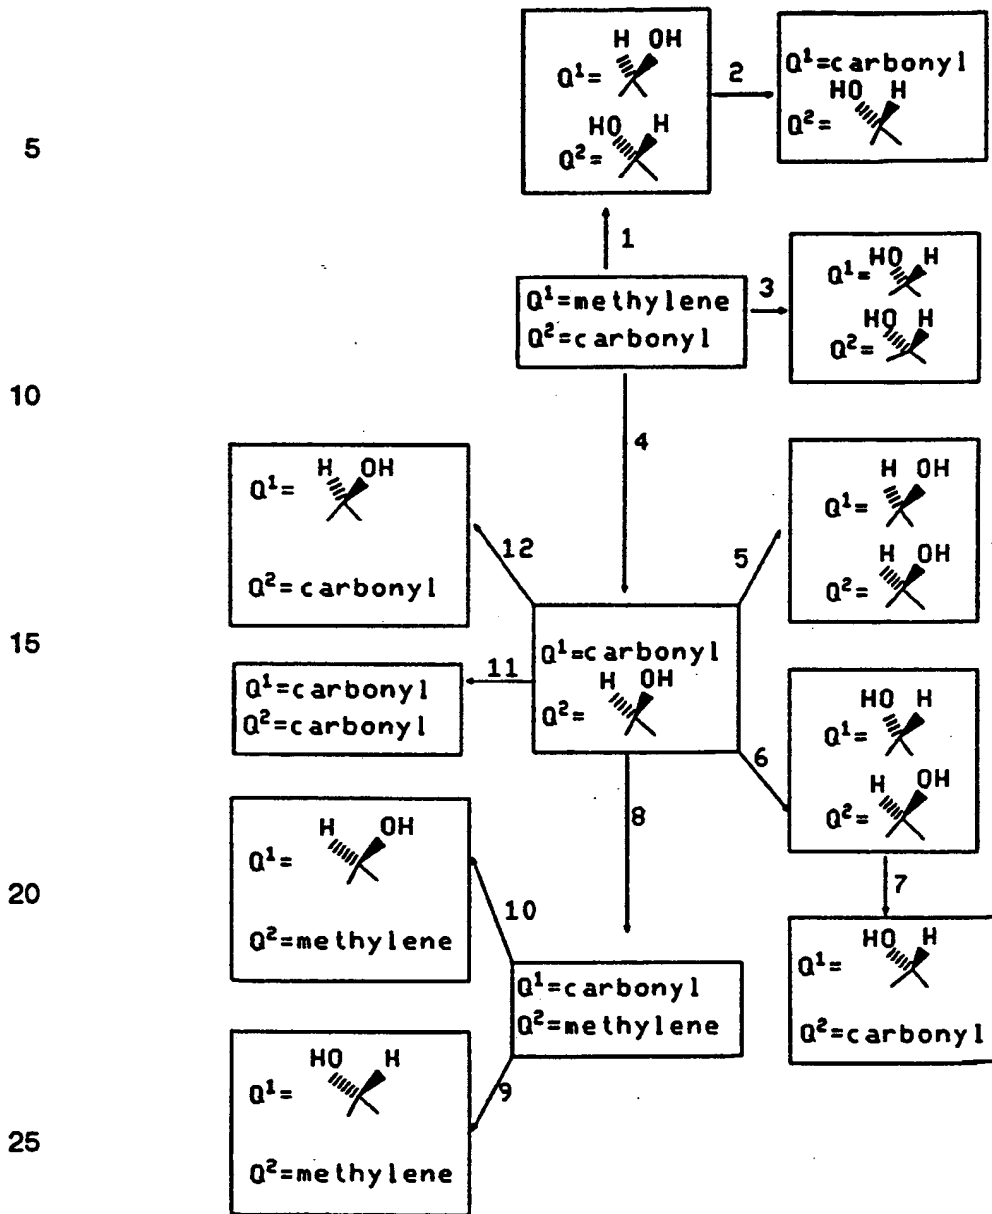 H OH
Q¹=
HO H
Q²=
2
Q¹=carbonyl
HO H
Q²=
5
1
Q¹=methylene
Q²=carbonyl
3
HO H
Q¹=
HO H
Q²=
10
4
H OH
Q¹=
Q²=carbonyl
12
5
H OH
Q¹=
H OH
Q²=
15
Q¹=carbonyl
H OH
Q²=
11
Q¹=carbonyl
Q²=carbonyl
6
HO H
Q¹=
H OH
Q²=
8
H OH
Q¹=
Q²=methylene
20
10
7
Q¹=carbonyl
Q²=methylene
HO H
Q¹=
Q²=carbonyl
9
HO H
Q¹=
Q²=methylene
25